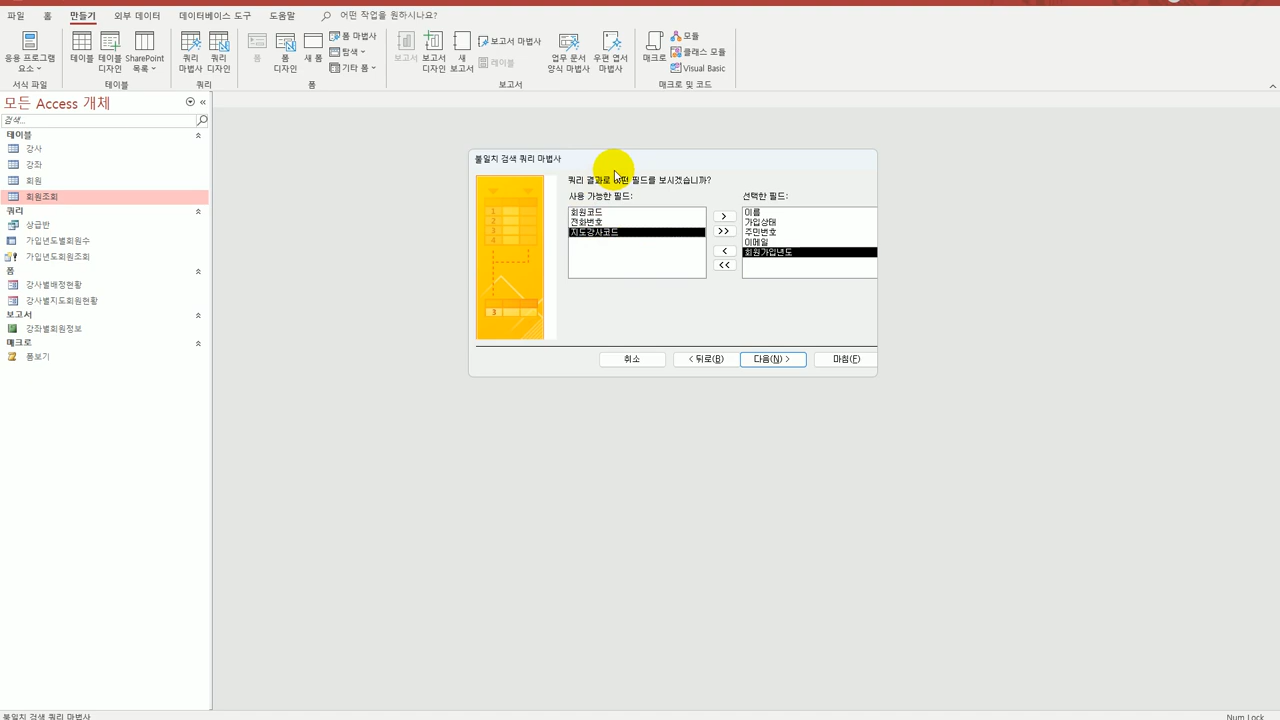 파일 홈 만들기 외부 데이터 데이터베이스 도구 도움말 어떤 작업을 원하시나요?
응용 프로그램 요소
서식 파일
테이블
테이블 디자인
SharePoint 목록
테이블
쿼리 마법사
쿼리 디자인
쿼리
폼
폼 디자인
새 폼
폼 마법사
탐색
기타 폼
폼
보고서
보고서 디자인
새 보고서
보고서 마법사
레이블
업무 문서 양식 마법사
우편 엽서 마법사
보고서
매크로
모듈
클래스 모듈
Visual Basic
매크로 및 코드
모든 Access 개체
검색...
테이블
강사
강좌
회원
회원조회
쿼리
상급반
가입년도별회원수
가입년도회원조회
폼
강사별배정현황
강사별지도회원현황
보고서
강좌별회원정보
매크로
폼보기
불일치 검색 쿼리 마법사
쿼리 결과로 어떤 필드를 보시겠습니까?
사용 가능한 필드:
회원코드
전화번호
지도강사코드
>
>>
<
<<
선택한 필드:
이름
가입상태
주민번호
이메일
회원가입년도
1
2
3
4
3
취소 < 뒤로(B) 다음(N) > 마침(F)
불일치 검색 쿼리 마법사
Num Lock